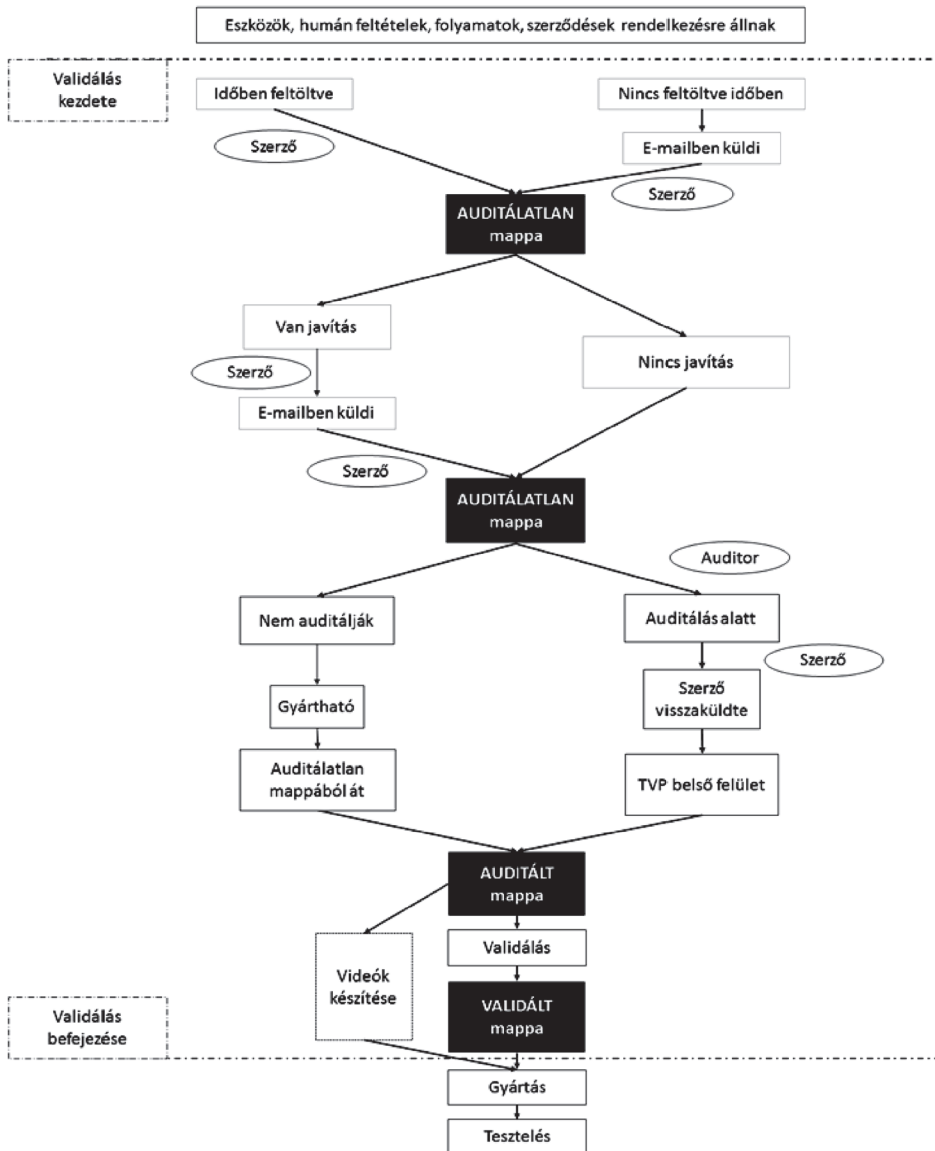 Eszközök, humán feltételek, folyamatok, szerződések rendelkezésre állnak
Validálás
kezdete
Időben feltöltve
Nincs feltöltve időben
Szerző
E-mailben küldi
Szerző
AUDITÁLATLAN
mappa
Van javítás
Nincs javítás
Szerző
E-mailben küldi
Szerző
AUDITÁLATLAN
mappa
Auditor
Nem auditálják
Auditálás alatt
Szerző
Gyártható
Szerző
visszaküldte
Auditálatlan
mappából át
TVP belső felület
AUDITÁLT
mappa
Validálás
Videók
készítése
VALIDÁLT
mappa
Validálás
befejezése
Gyártás
Tesztelés